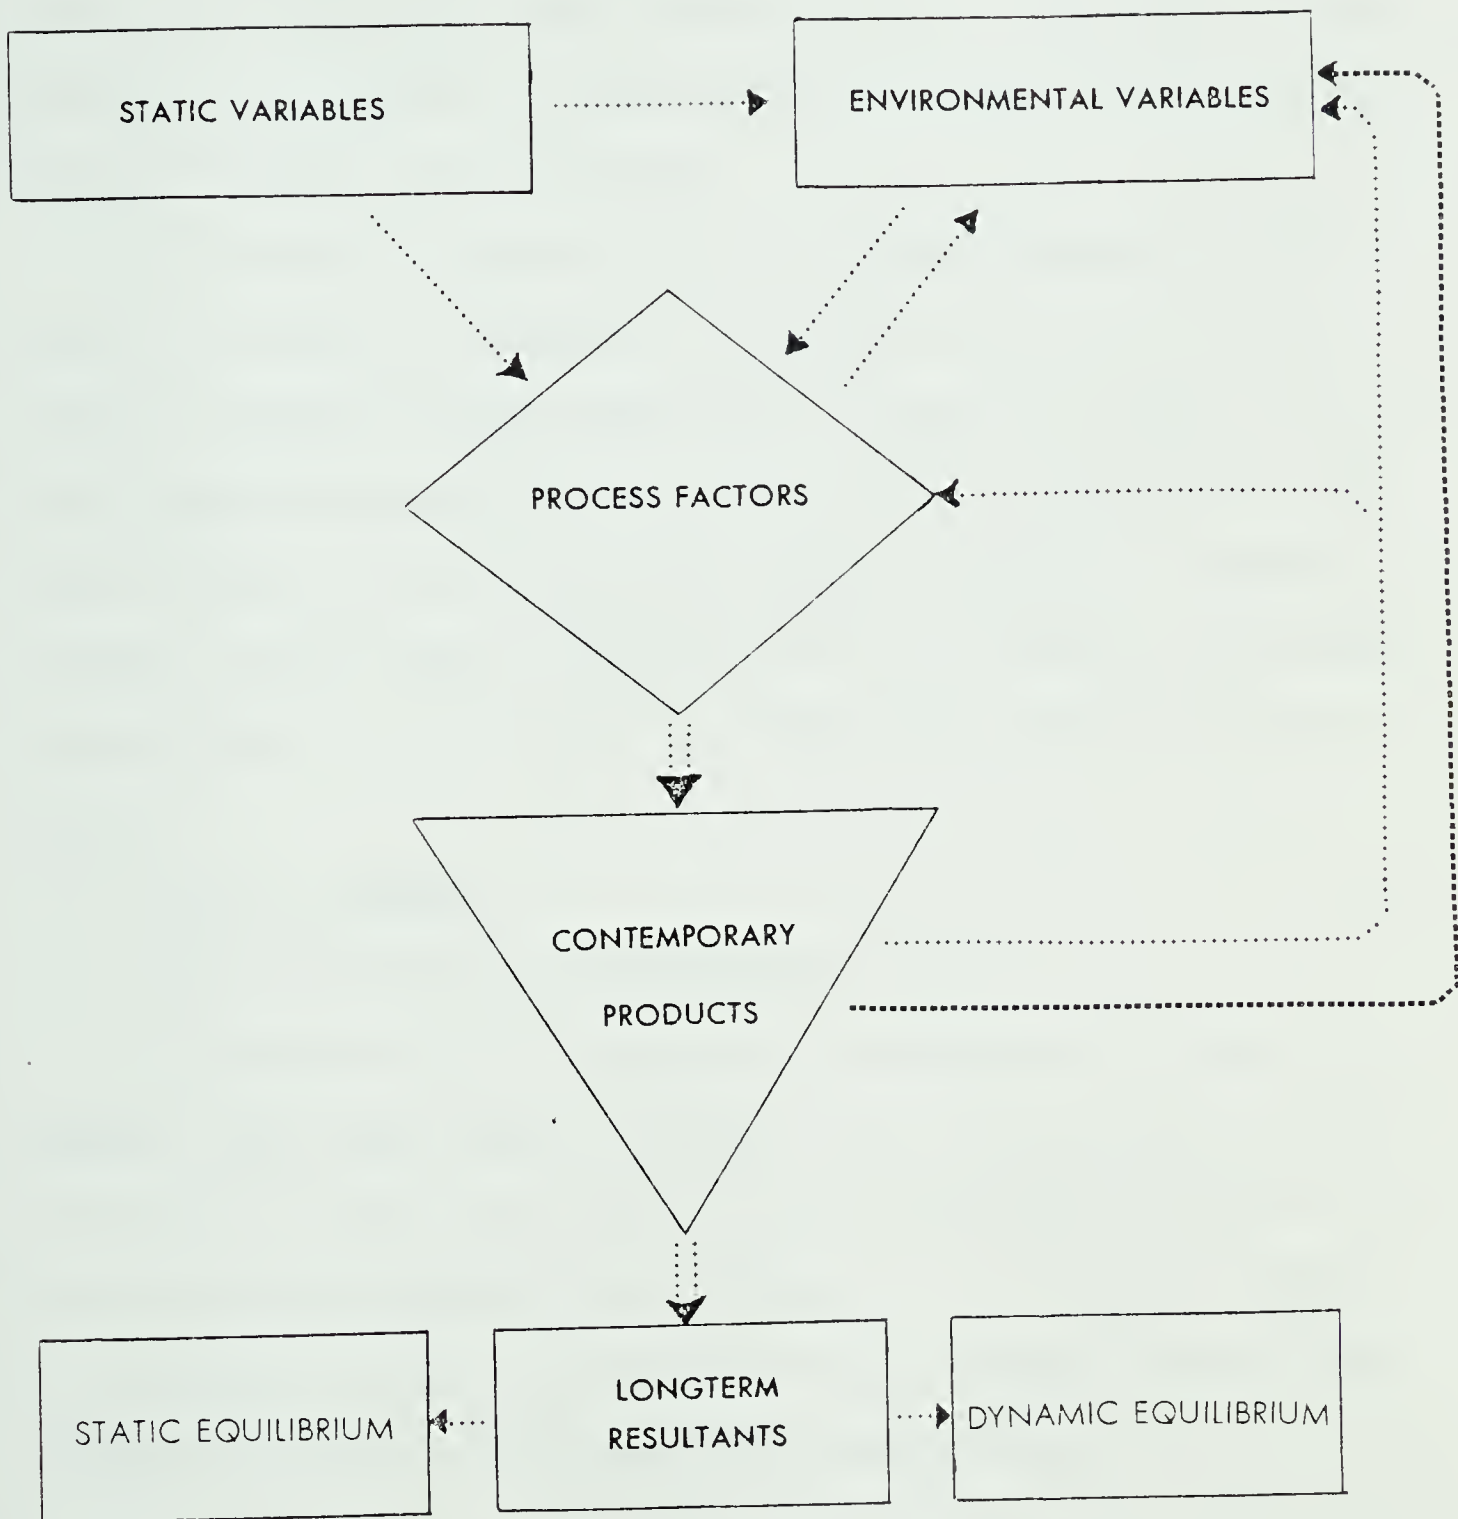 STATIC VARIABLES
ENVIRONMENTAL VARIABLES
PROCESS FACTORS
CONTEMPORARY
PRODUCTS
STATIC EQUILIBRIUM
LONGTERM
RESULTANTS
DYNAMIC EQUILIBRIUM